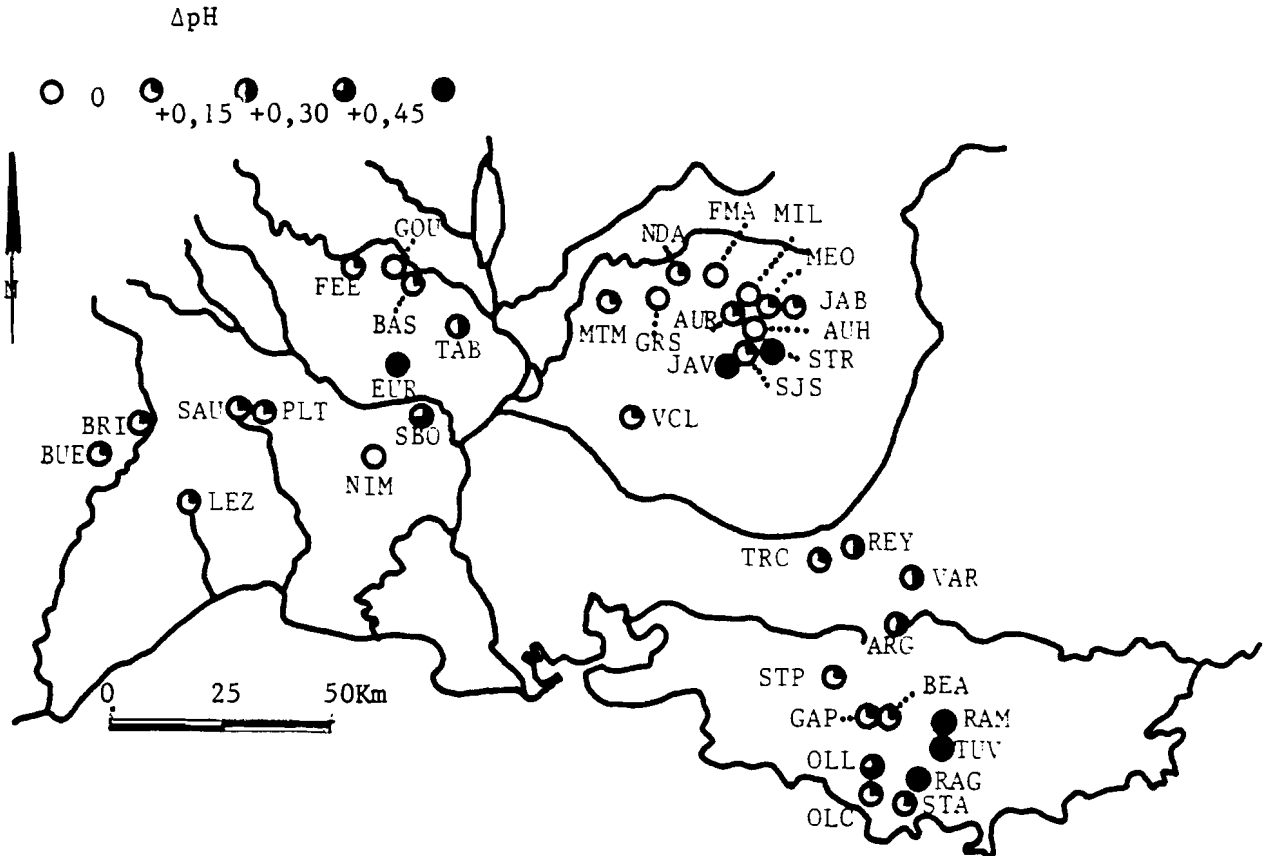 ΔpH
0
+0,15 +0,30 +0,45
N
GOU
FEE
BAS
TAB
EUR
SBO
NIM
SAU
PLT
BRI
BUE
LEZ
FMA
MIL
NDA
MEO
JAB
MTM
GRS
AUR
AUH
JAV
STR
SJS
VCL
TRC
REY
VAR
ARG
STP
BEA
GAP
RAM
TUV
OLL
RAG
OLC
STA
0 25 50Km